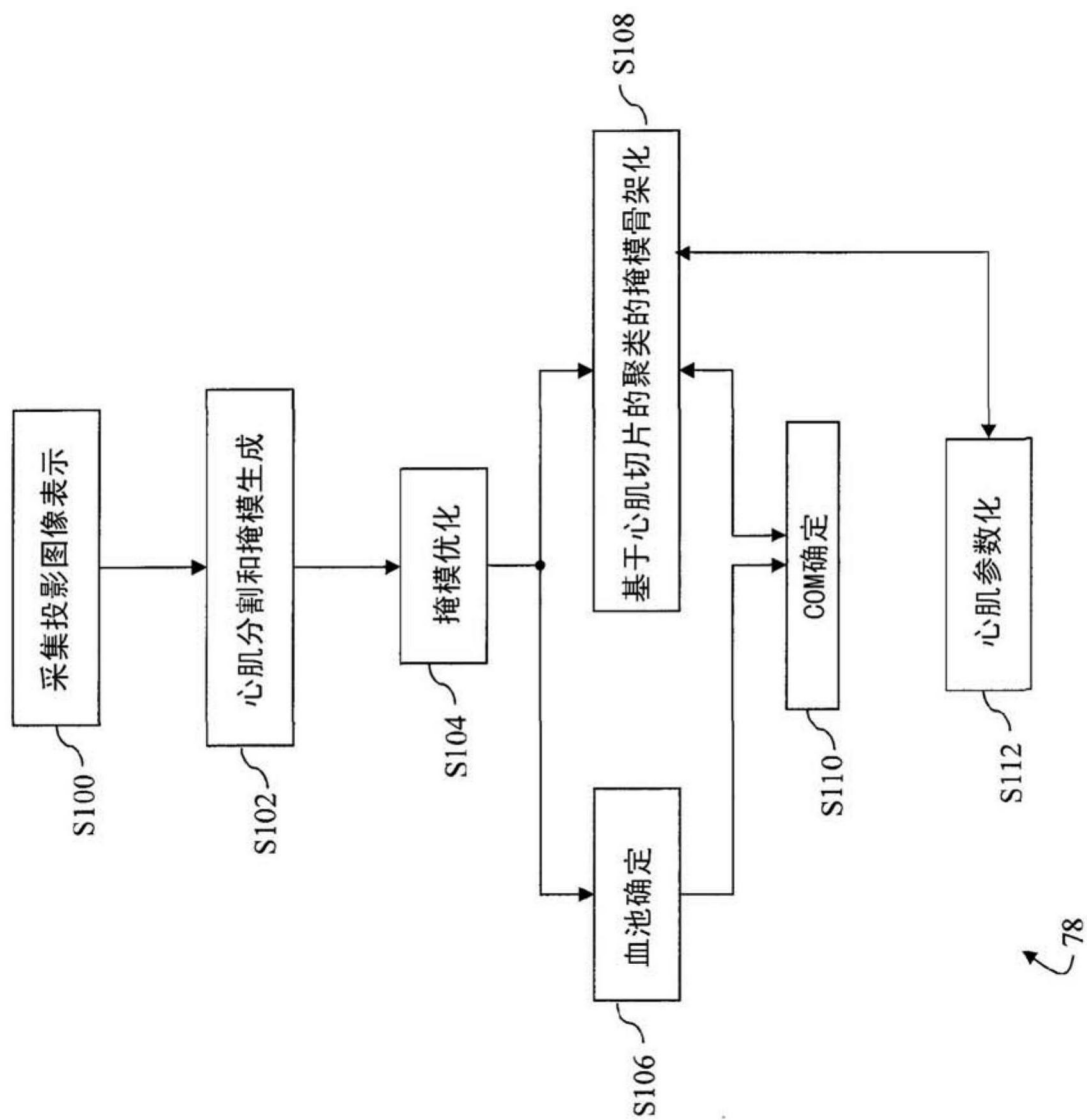 采集投影图像表示
S100
心肌分割和掩模生成
S102
掩模优化
S104
血池确定
S106
基于心肌切片的聚类的掩模骨架化
S108
COM确定
S110
心肌参数化
S112
78